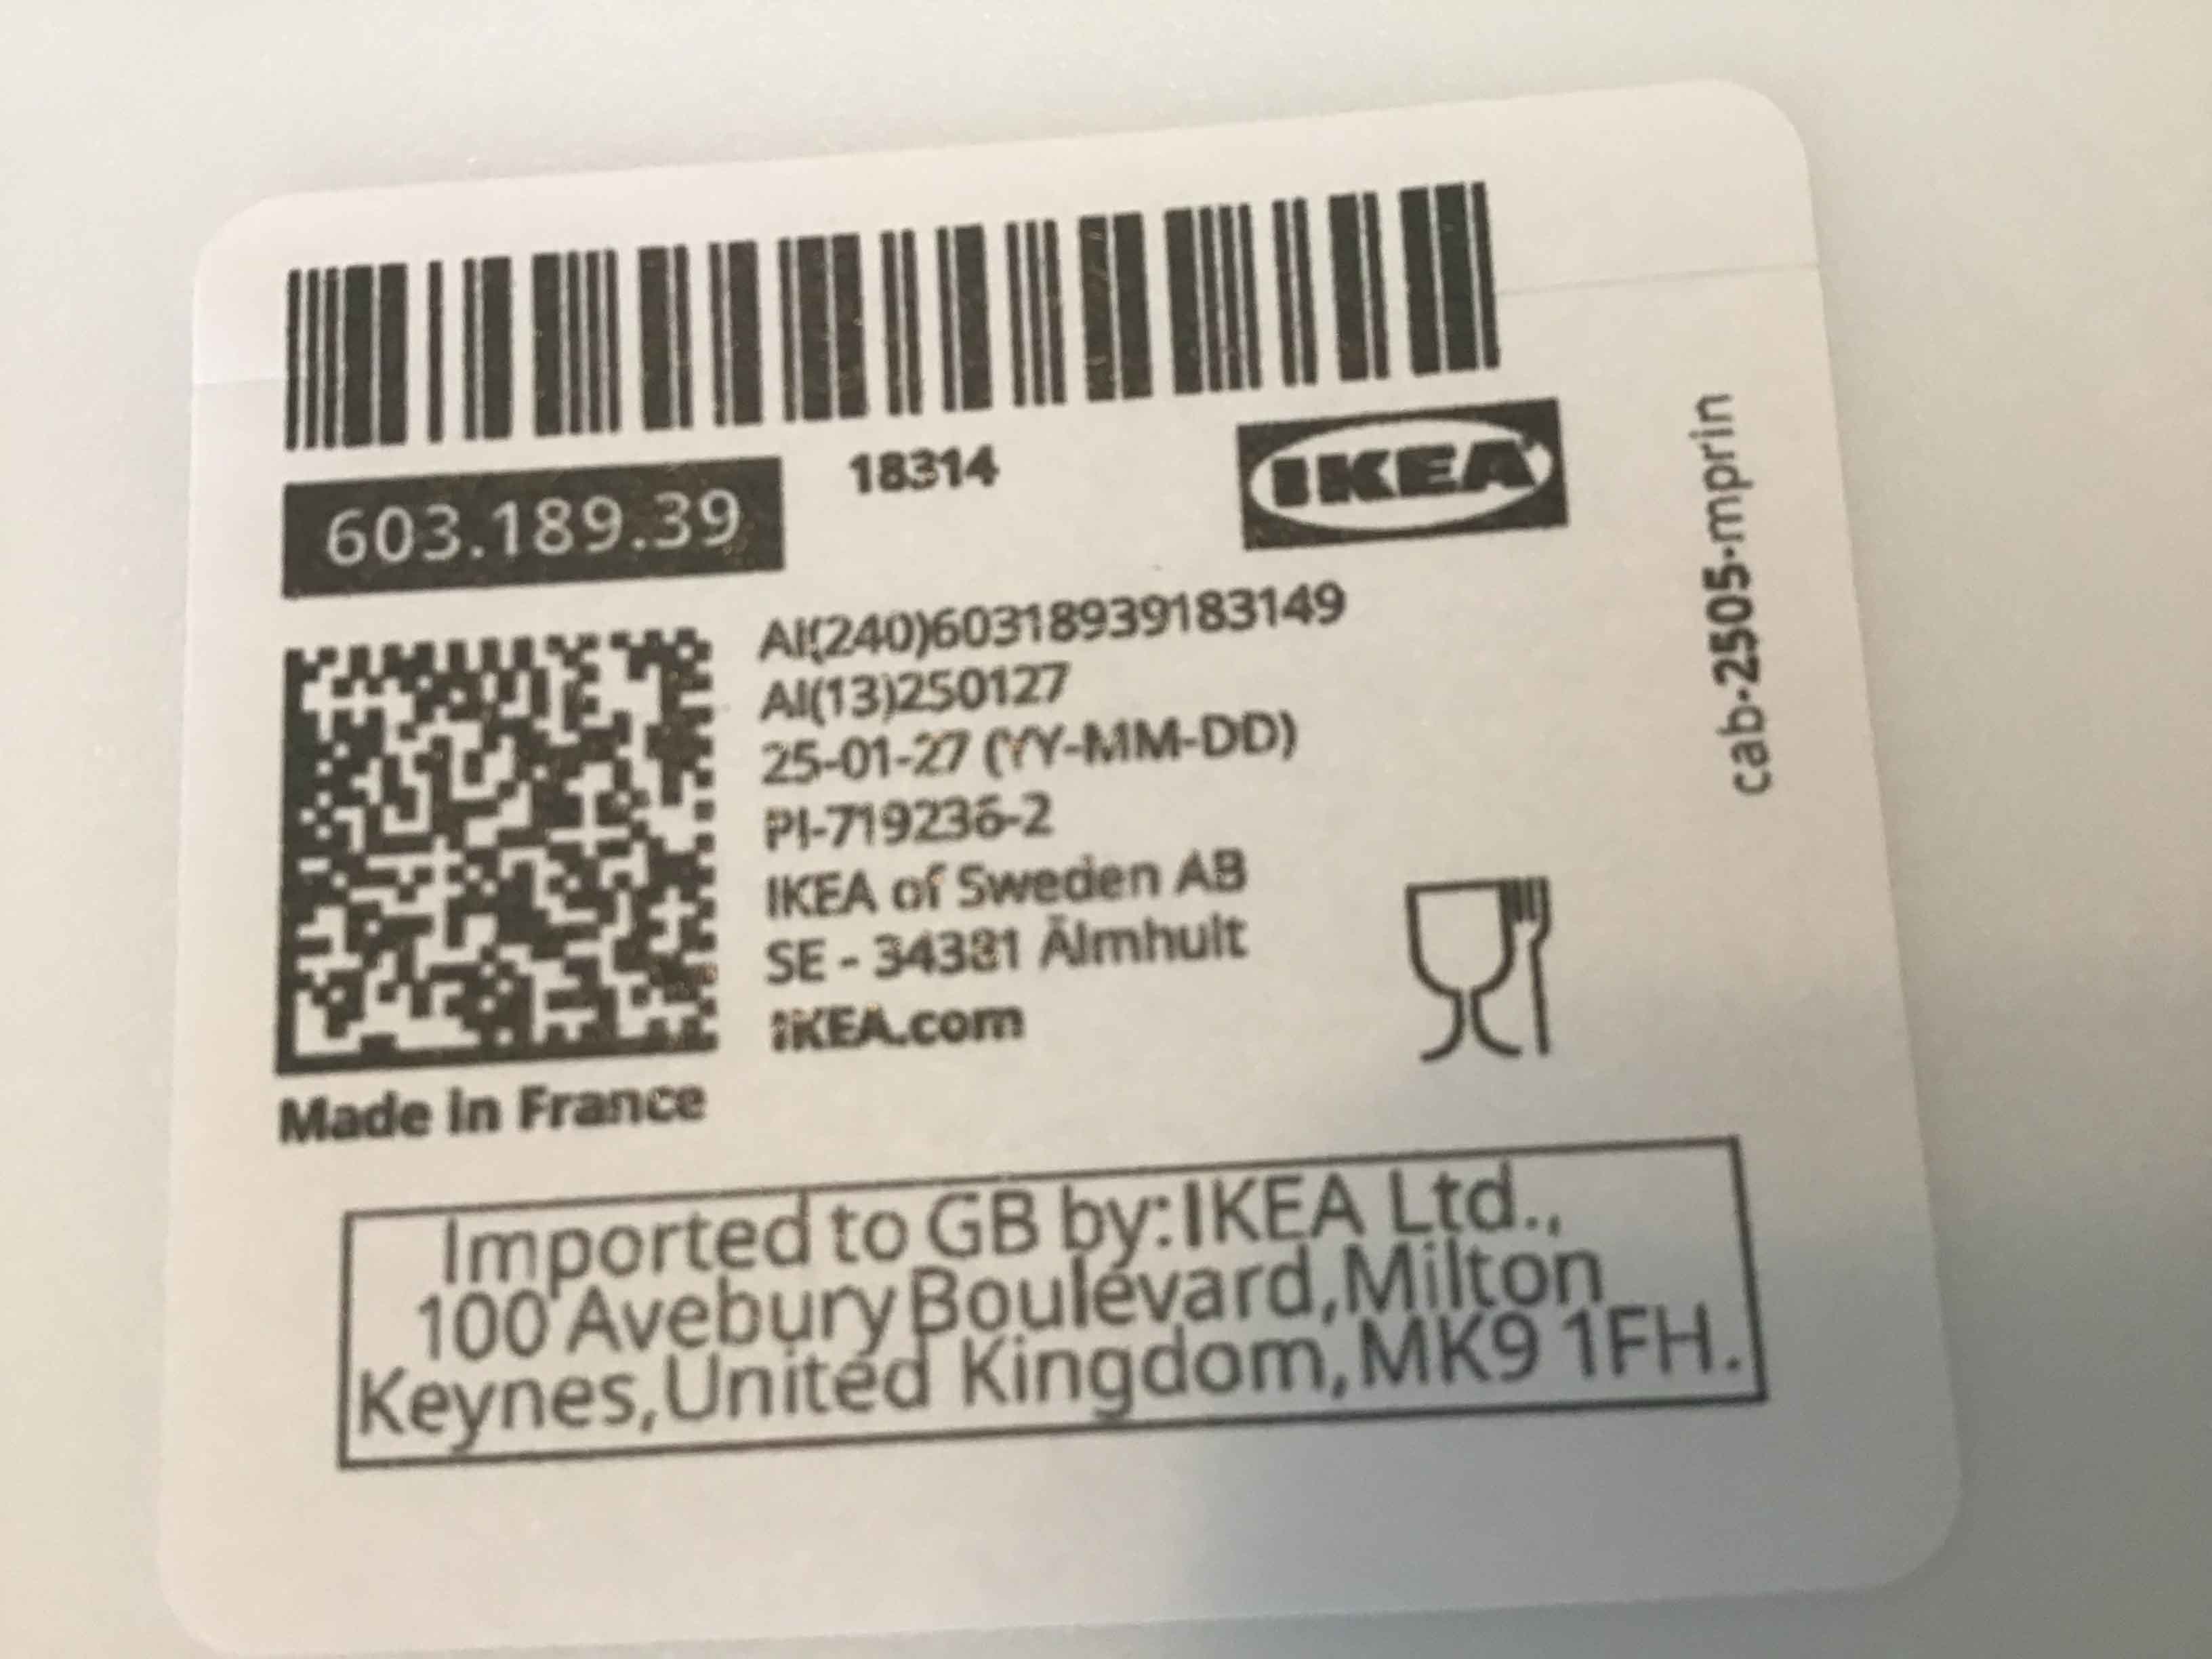 18314
IKEA
603.189.39
AI(240)60318939183149
AI(13)250127
25-01-27 (YY-MM-DD)
PI-719236-2
IKEA of Sweden AB
SE - 34381 Älmhult
IKEA.com
Made in France
cab-2505-mprin
Imported to GB by:IKEA Ltd.,
100 Avebury Boulevard,Milton
Keynes,United Kingdom,MK9 1FH.